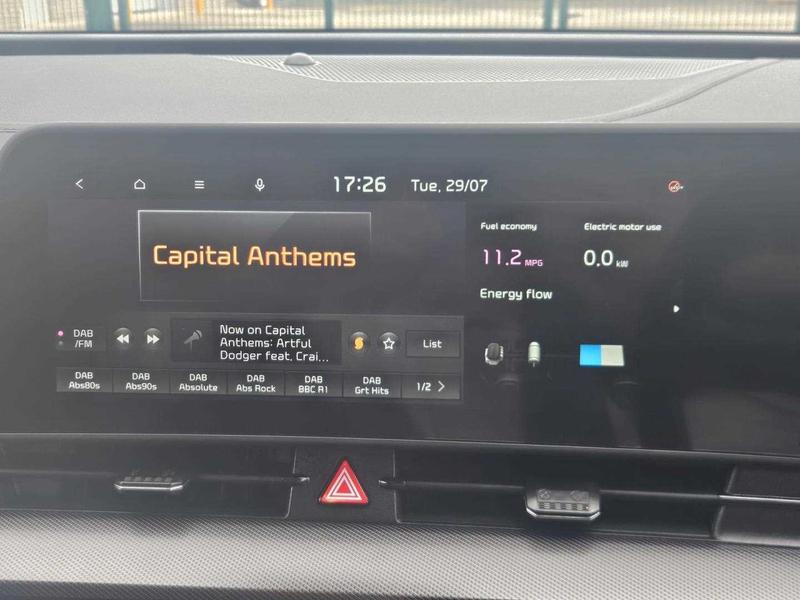 17:26 Tue, 29/07
Capital Anthems
DAB
/FM
Now on Capital
Anthems: Artful
Dodger feat. Crai...
List
DAB
Abs80s
DAB
Abs90s
DAB
Absolute
DAB
Abs Rock
DAB
BBC R1
DAB
Grt Hits
1/2
Fuel economy
11.2 MPG
Electric motor use
0.0 kW
Energy flow